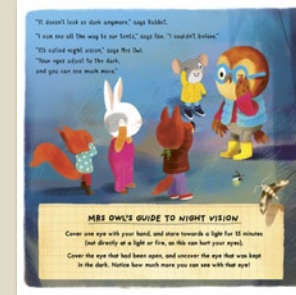 "It doesn't look so dark anymore," says Rabbit.
"I can see all the way to our tents," says Fox. "I couldn't before."
"It's called night vision," says Mrs Owl.
"Your eyes adjust to the dark,
and you can see much more."
MRS OWL'S GUIDE TO NIGHT VISION
Cover one eye with your hand, and stare towards a light for 15 minutes
(not directly at a light or fire, as this can hurt your eyes).
Cover the eye that had been open, and uncover the eye that was kept
in the dark. Notice how much more you can see with that eye!